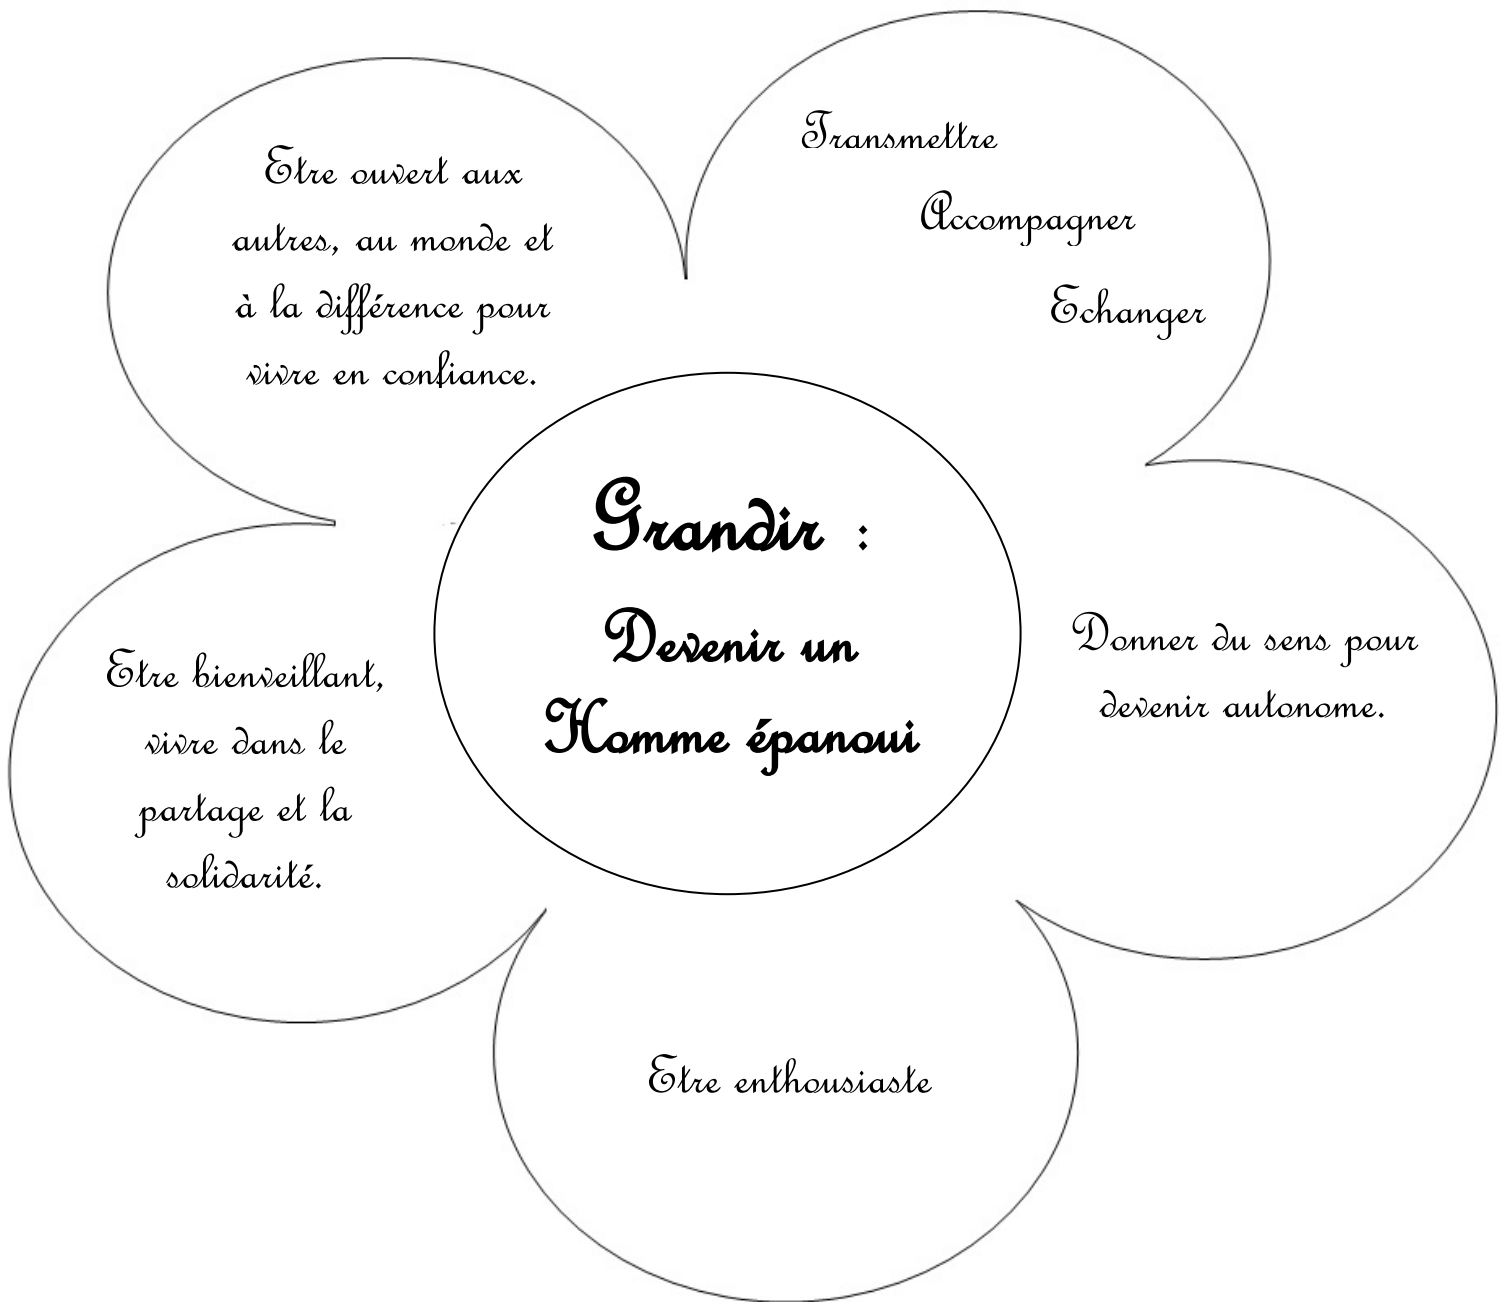 Etre ouvert aux
autres, au monde et
à la différence pour
vivre en confiance.
Transmettre
Accompagner
Echanger
Grandir :
Devenir un
Homme épanoui
Donner du sens pour
devenir autonome.
Etre bienveillant,
vivre dans le
partage et la
solidarité.
Etre enthousiaste